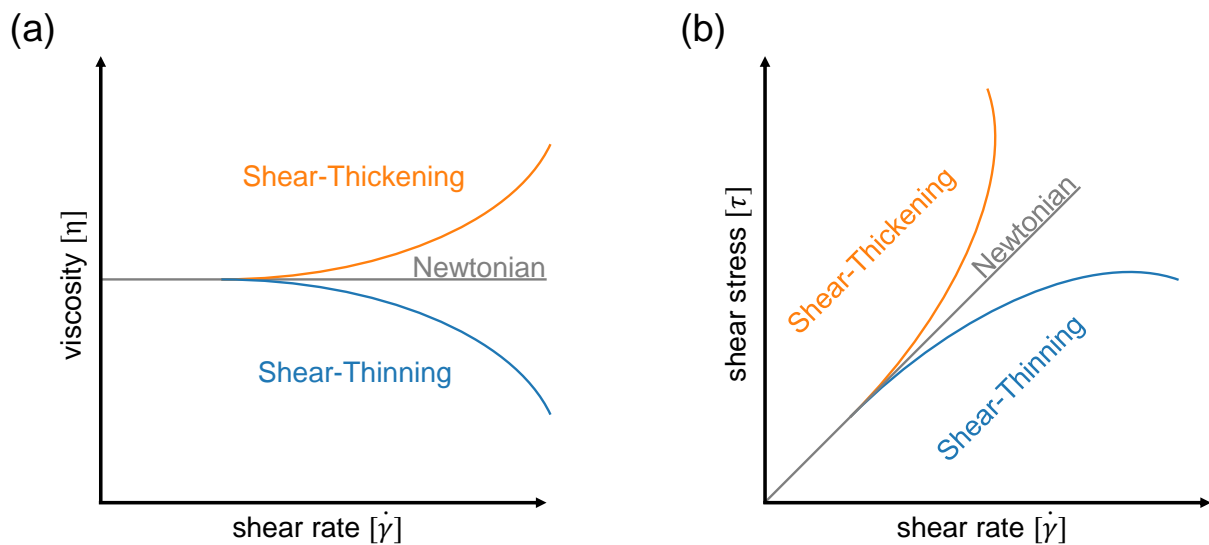 (a)
viscosity [η]
Shear-Thickening
Newtonian
Shear-Thinning
shear rate [γ̇]
(b)
shear stress [τ]
Shear-Thickening
Newtonian
Shear-Thinning
shear rate [γ̇]